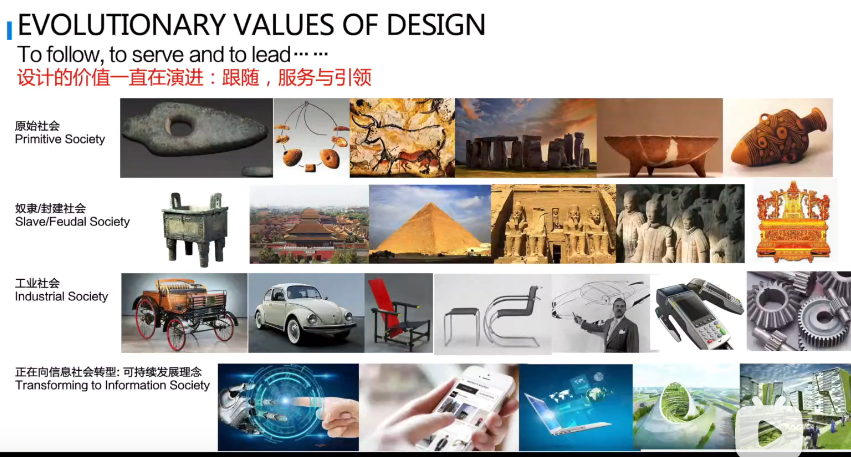 EVOLUTIONARY VALUES OF DESIGN
To follow, to serve and to lead⋯ ⋯
设计的价值一直在演进：跟随，服务与引领
原始社会
Primitive Society
奴隶/封建社会
Slave/Feudal Society
工业社会
Industrial Society
正在向信息社会转型: 可持续发展理念
Transforming to Information Society